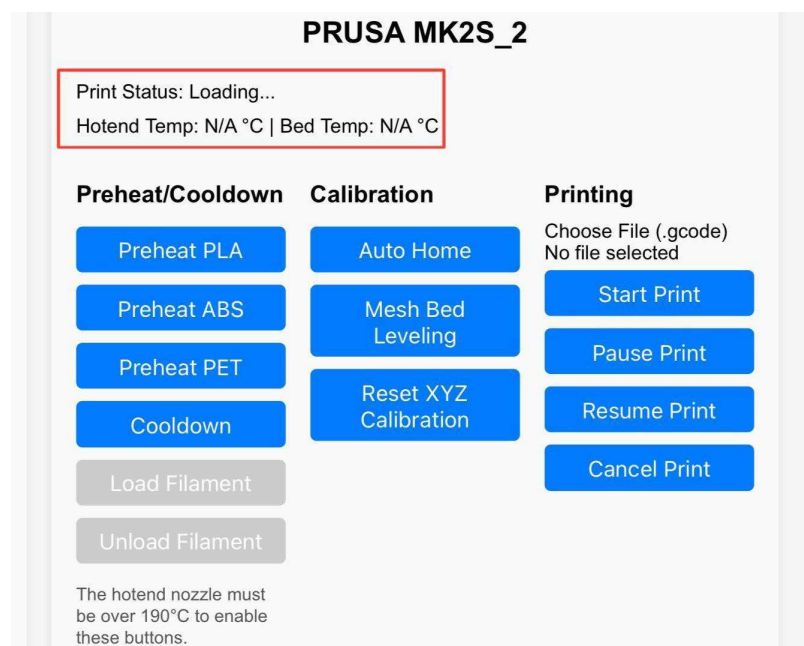 PRUSA MK2S_2
Print Status: Loading...
Hotend Temp: N/A °C | Bed Temp: N/A °C
Preheat/Cooldown
Preheat PLA
Preheat ABS
Preheat PET
Cooldown
Load Filament
Unload Filament
The hotend nozzle must
be over 190°C to enable
these buttons.
Calibration
Auto Home
Mesh Bed
Leveling
Reset XYZ
Calibration
Printing
Choose File (.gcode)
No file selected
Start Print
Pause Print
Resume Print
Cancel Print